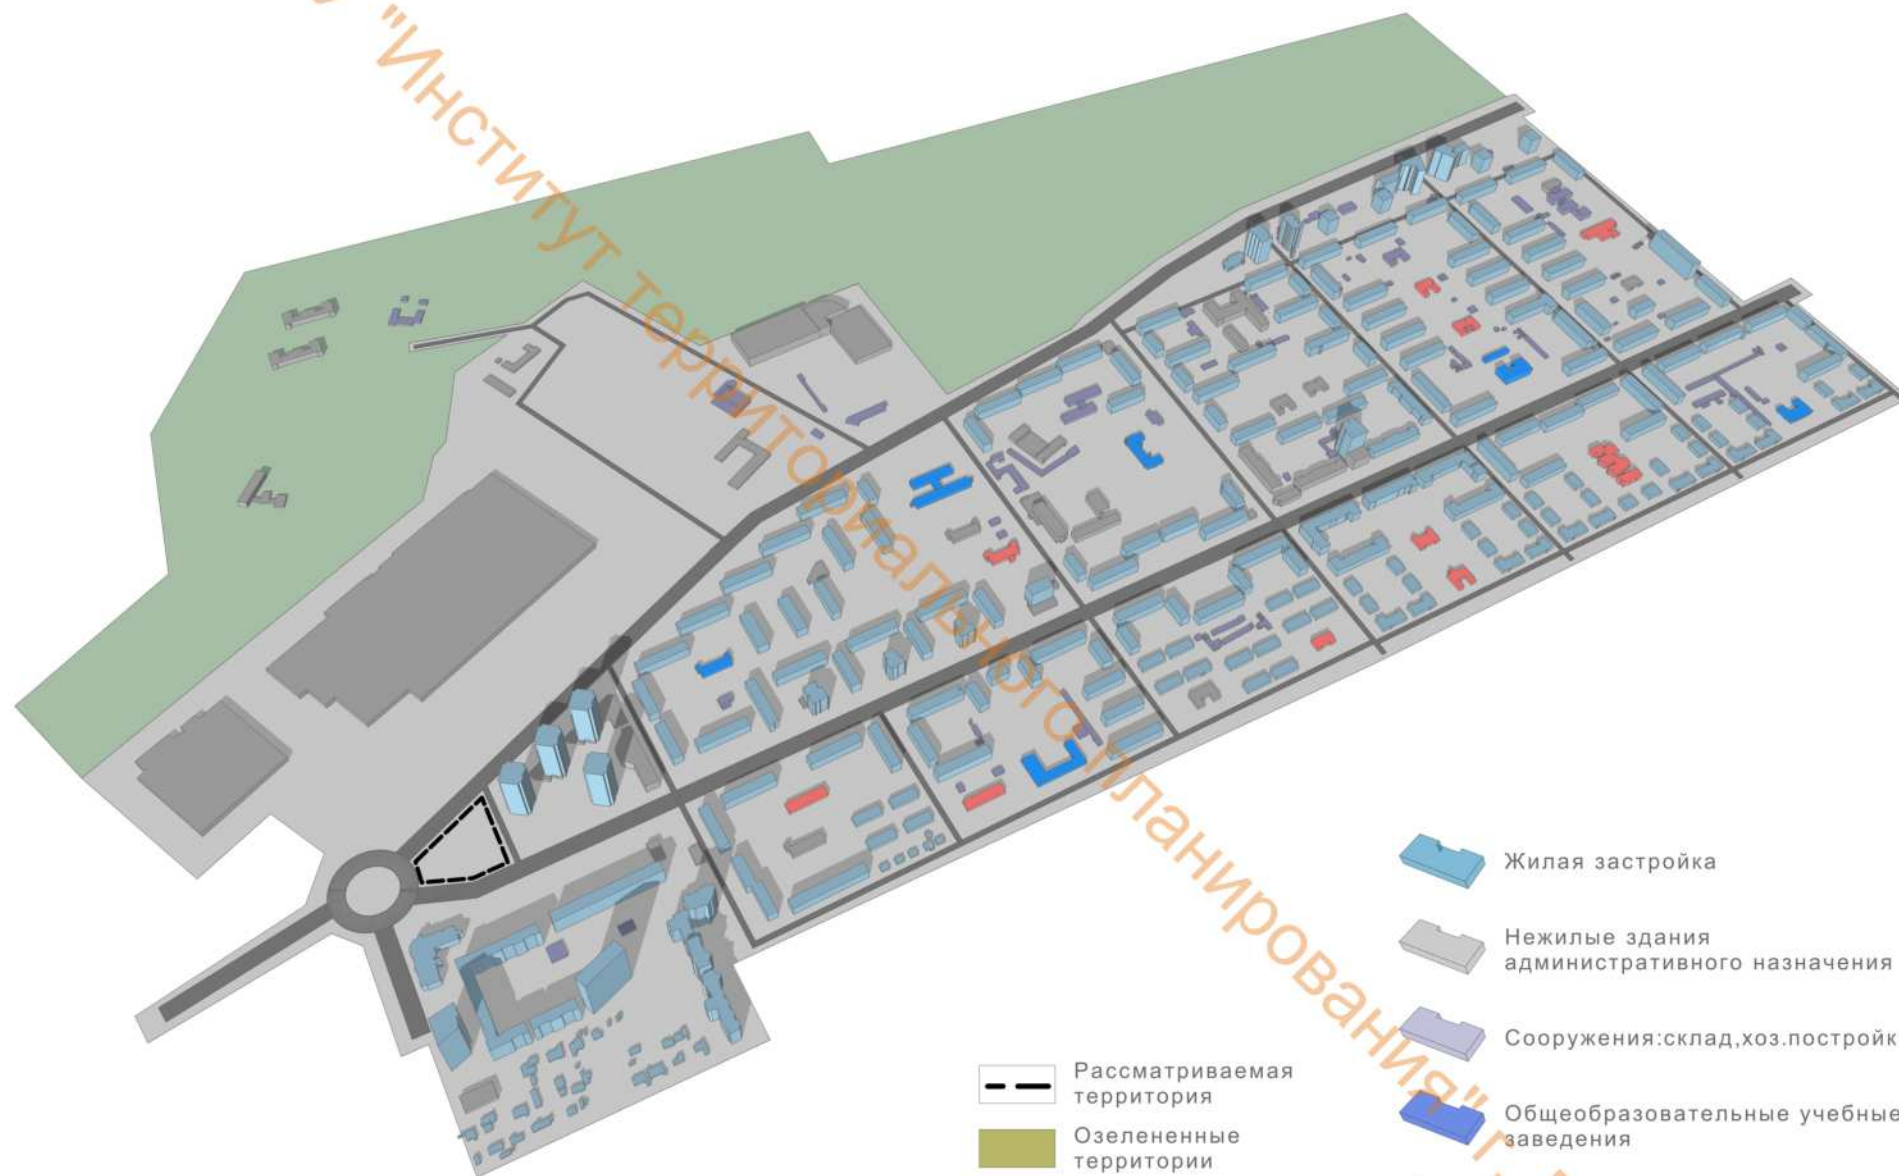 "Институт территориального планирования" г.
Жилая застройка
Нежилые здания
административного назначения
Сооружения:склад,хоз.постройк
Общеобразовательные учебные
заведения
Рассматриваемая
территория
Озелененные
территории